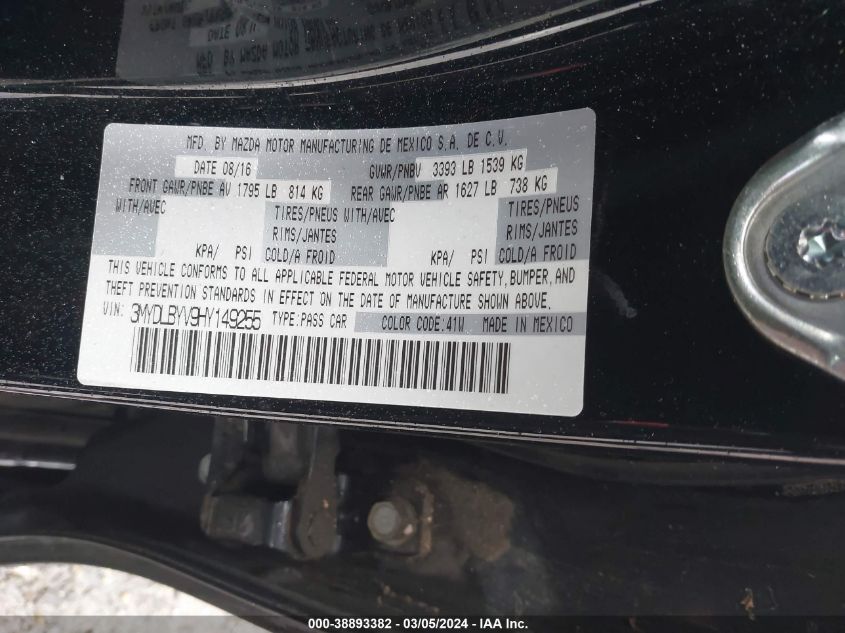 MFD. BY MAZDA MOTOR MANUFACTURING DE MEXICO S.A. DE C.V.
DATE 08/16 GVWR/PNBV 3393 LB 1539 KG
FRONT GAWR/PNBE AV 1795 LB 814 KG REAR GAWR/PNBE AR 1627 LB 738 KG
WITH/AVEC TIRES/PNEUS WITH/AVEC TIRES/PNEUS
RIMS/JANTES RIMS/JANTES
KPA/ PSI COLD/A FROID KPA/ PSI COLD/A FROID
THIS VEHICLE CONFORMS TO ALL APPLICABLE FEDERAL MOTOR VEHICLE SAFETY, BUMPER, AND
THEFT PREVENTION STANDARDS IN EFFECT ON THE DATE OF MANUFACTURE SHOWN ABOVE.
VIN: 3MYDLBYV9HY149255 TYPE:PASS CAR COLOR CODE:41W MADE IN MEXICO
000-38893382 - 03/05/2024 - IAA Inc.